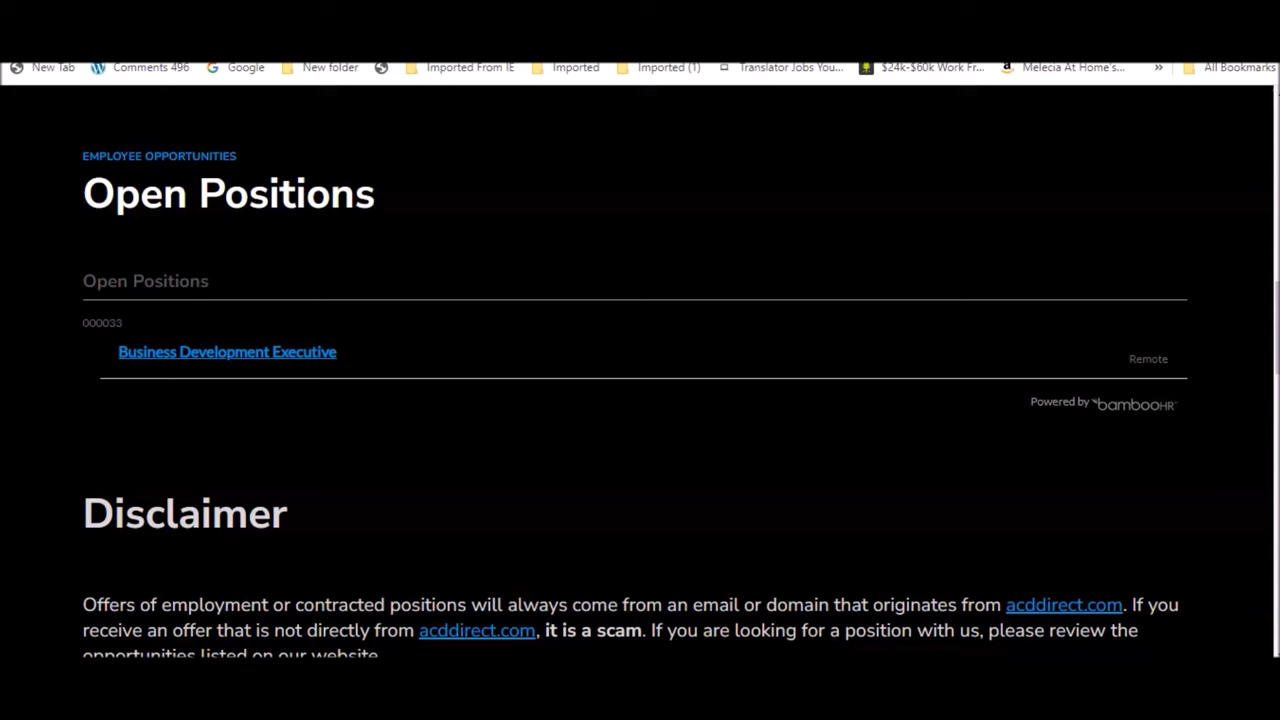 New Tab Comments 496 Google New folder Imported From IE Imported Imported (1) Translator Jobs You... $24k-$60k Work Fr... Melecia At Home's... » All Bookmarks
EMPLOYEE OPPORTUNITIES
Open Positions
Open Positions
000033
Business Development Executive
Remote
Powered by bambooHR
Disclaimer
Offers of employment or contracted positions will always come from an email or domain that originates from acddirect.com. If you
receive an offer that is not directly from acddirect.com, it is a scam. If you are looking for a position with us, please review the
opportunities listed on our website.